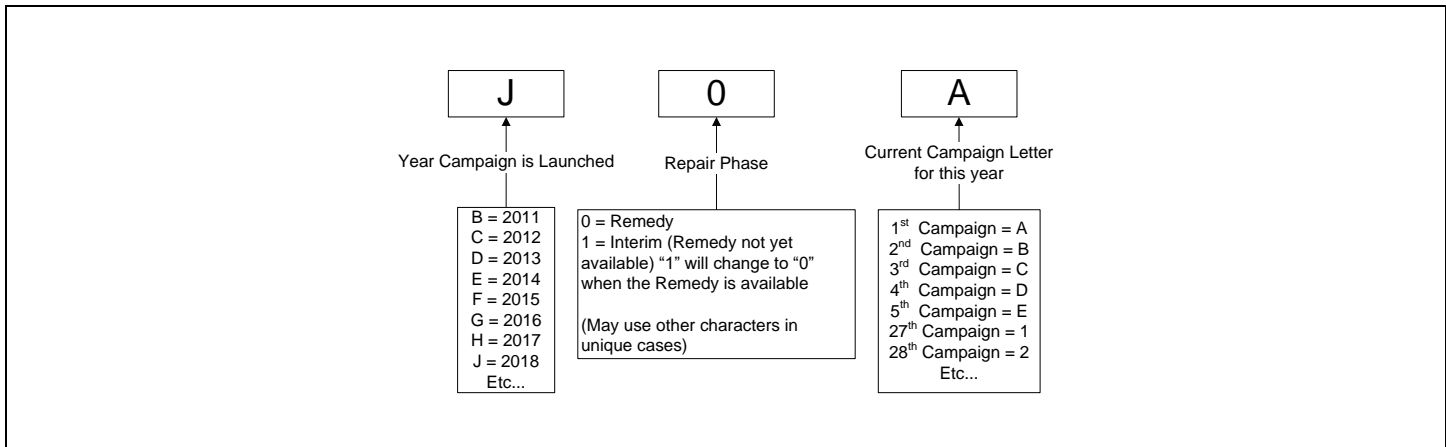 J
0
A
Year Campaign is Launched
Repair Phase
Current Campaign Letter
for this year
B = 2011
C = 2012
D = 2013
E = 2014
F = 2015
G = 2016
H = 2017
J = 2018
Etc...
0 = Remedy
1 = Interim (Remedy not yet
available) “1” will change to “0”
when the Remedy is available
(May use other characters in
unique cases)
1st Campaign = A
2nd Campaign = B
3rd Campaign = C
4th Campaign = D
5th Campaign = E
27th Campaign = 1
28th Campaign = 2
Etc...